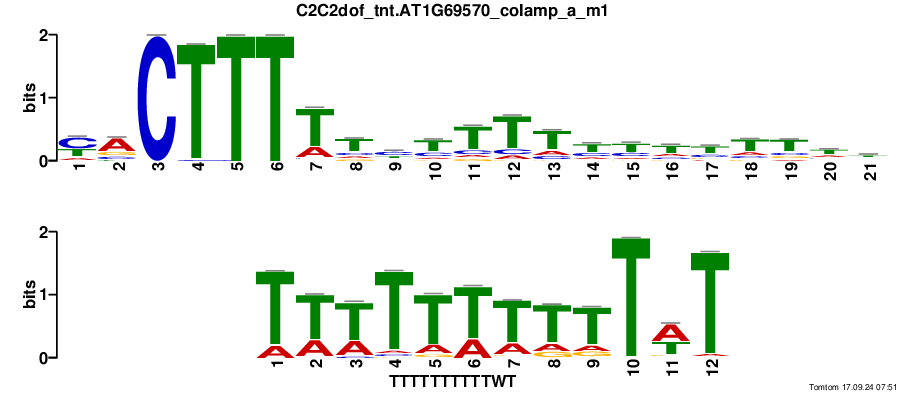 C2C2dof_tnt.AT1G69570_colamp_a_m1
2
1
0
bits
1 2 3 4 5 6 7 8 9 10 11 12 13 14 15 16 17 18 19 20 21
C A C T T T T T T T T T T T T T T T T T
2
1
0
bits
T T T T T T T T T T A T
1 2 3 4 5 6 7 8 9 10 11 12
TTTTTTTTTTWT
Tomtom 17.09.24 07:51